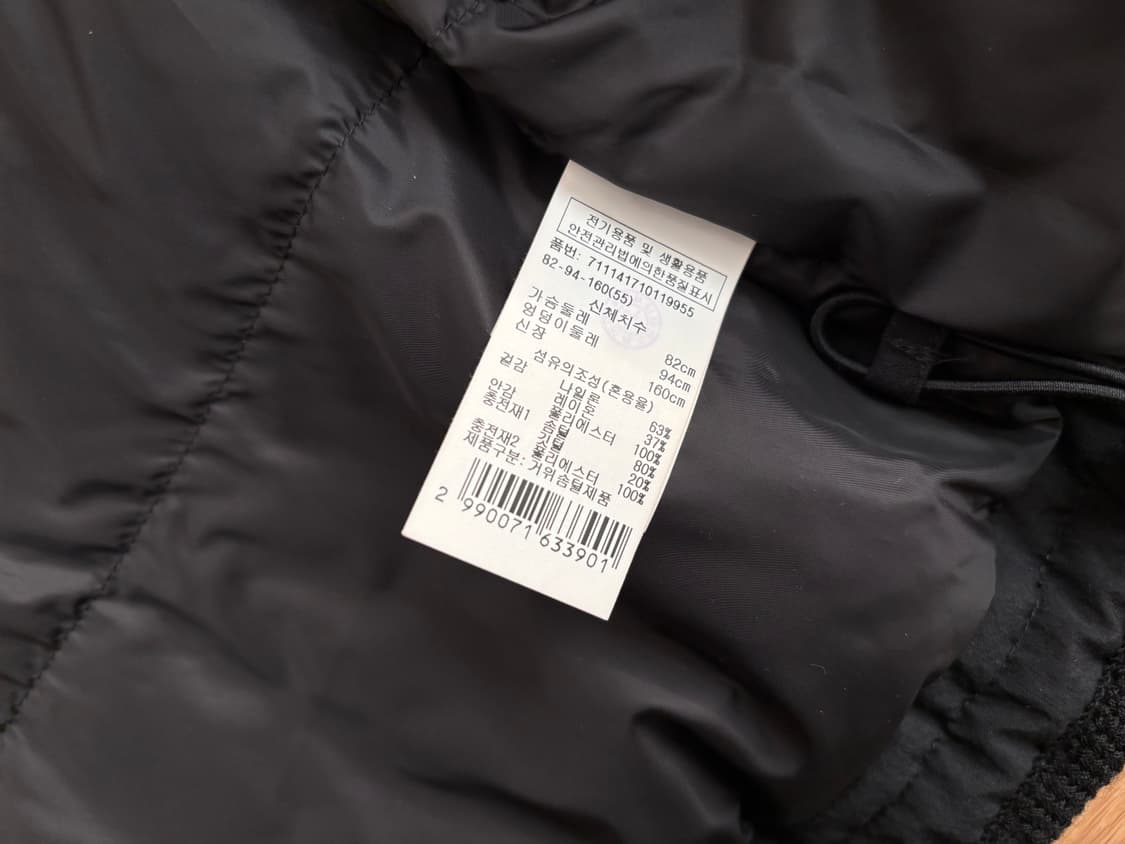 전기용품 및 생활용품
안전관리법에의한품질표시
품번: 711141710119955
82-94-160(55)
신체치수
가슴둘레 82cm
엉덩이둘레 94cm
신장 160cm
섬유의조성(혼용율)
겉감 나일론 63%
레이온 37%
안감 폴리에스터 100%
충전재1 솜털 80%
깃털 20%
충전재2 폴리에스터 100%
제품구분: 거위솜털제품
2 990071 633901